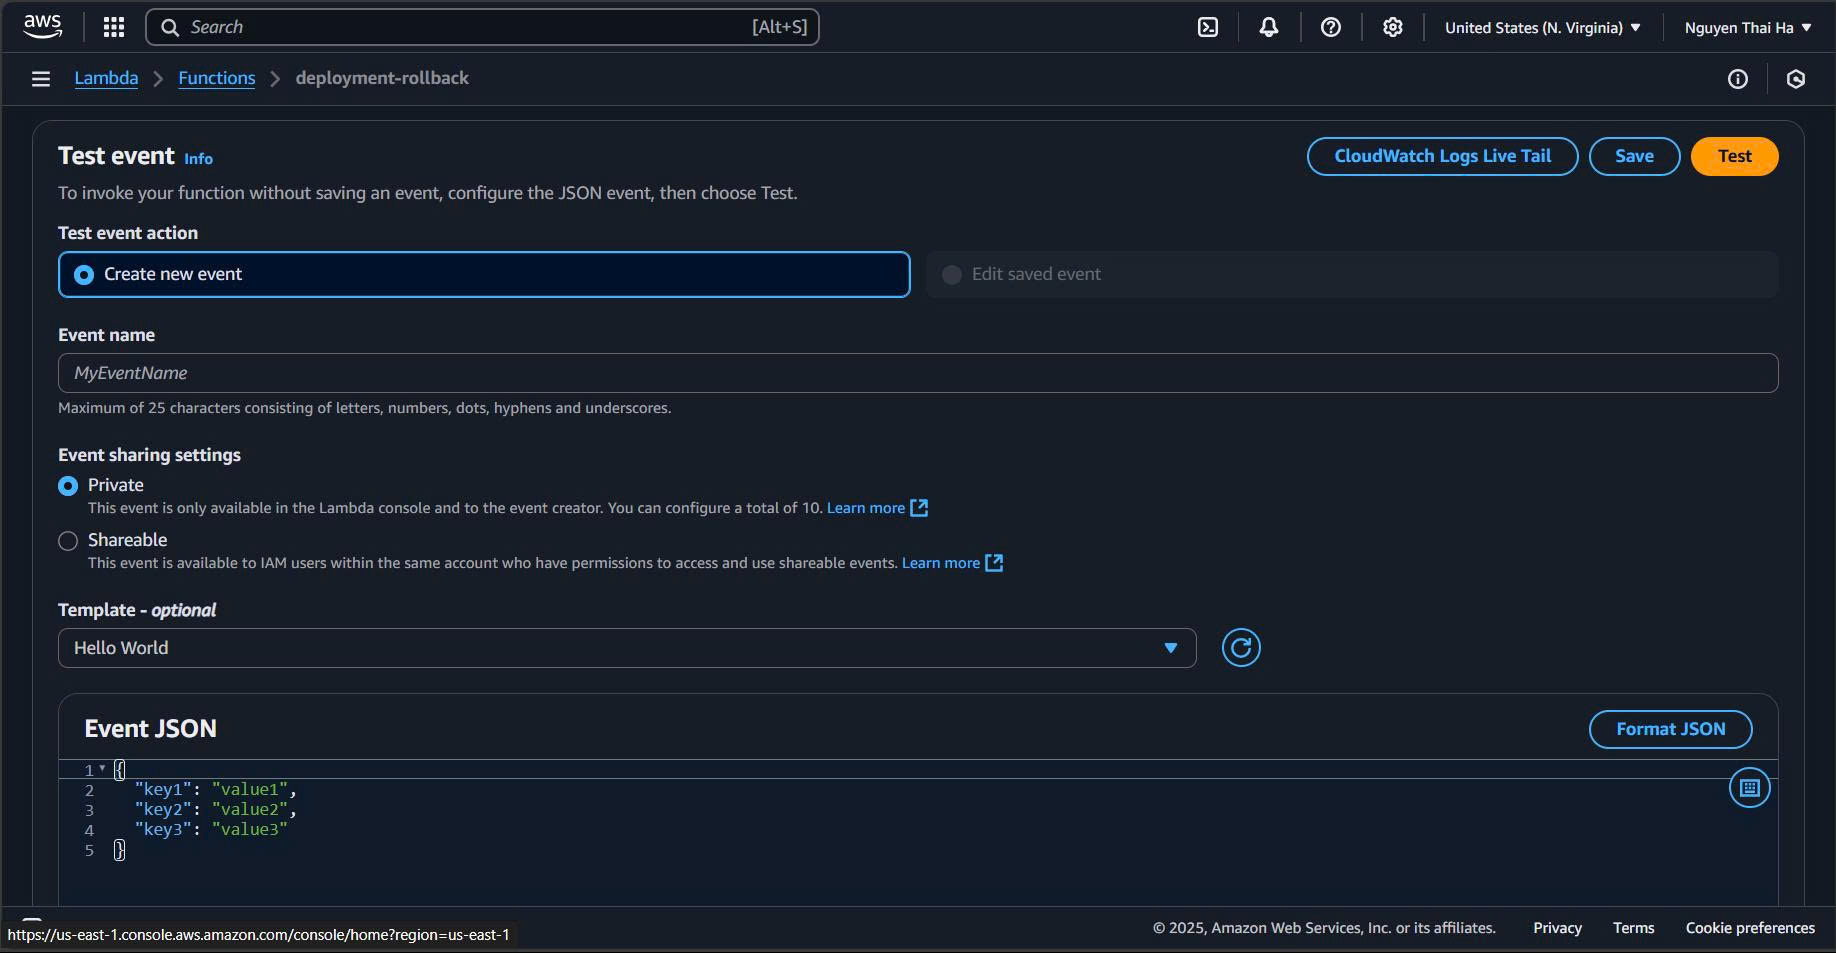 aws
Search [Alt+S]
United States (N. Virginia)
Nguyen Thai Ha
Lambda
Functions
deployment-rollback
Test event Info
CloudWatch Logs Live Tail
Save
Test
To invoke your function without saving an event, configure the JSON event, then choose Test.
Test event action
Create new event
Edit saved event
Event name
MyEventName
Maximum of 25 characters consisting of letters, numbers, dots, hyphens and underscores.
Event sharing settings
Private
This event is only available in the Lambda console and to the event creator. You can configure a total of 10. Learn more
Shareable
This event is available to IAM users within the same account who have permissions to access and use shareable events. Learn more
Template - optional
Hello World
Event JSON
Format JSON
1 {
2 "key1": "value1",
3 "key2": "value2",
4 "key3": "value3"
5 }
© 2025, Amazon Web Services, Inc. or its affiliates.
Privacy
Terms
Cookie preferences
https://us-east-1.console.aws.amazon.com/console/home?region=us-east-1